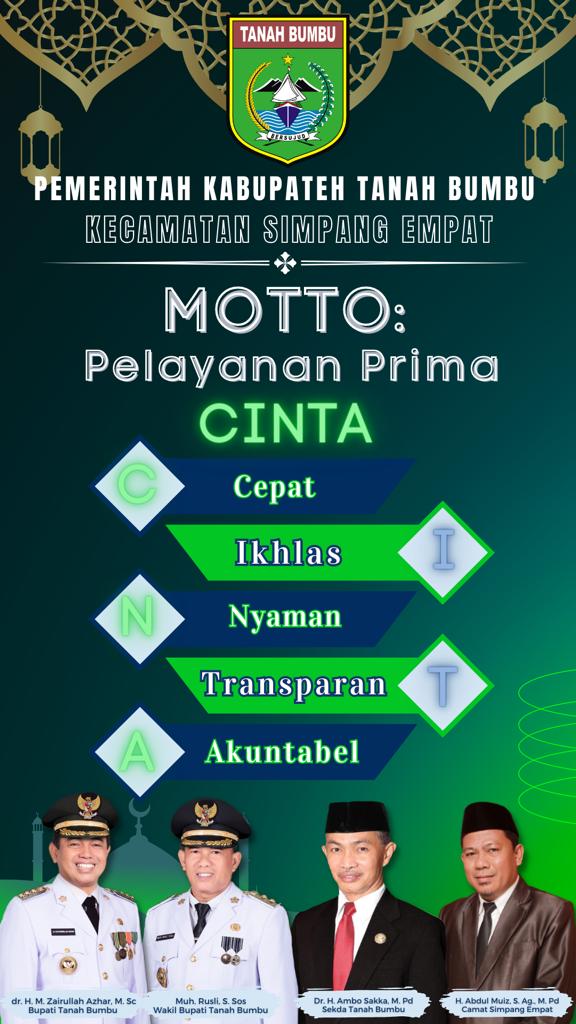 TANAH BUMBU
BERSUJUD
PEMERINTAH KABUPATEH TANAH BUMBU
KECAMATAN SIMPANG EMPAT
MOTTO:
Pelayanan Prima
CINTA
C Cepat
Ikhlas I
N Nyaman
Transparan T
A Akuntabel
dr. H. M. Zairullah Azhar, M. Sc
Bupati Tanah Bumbu
Muh. Rusli, S. Sos
Wakil Bupati Tanah Bumbu
Dr. H. Ambo Sakka, M. Pd
Sekda Tanah Bumbu
H. Abdul Muiz, S. Ag., M. Pd
Camat Simpang Empat